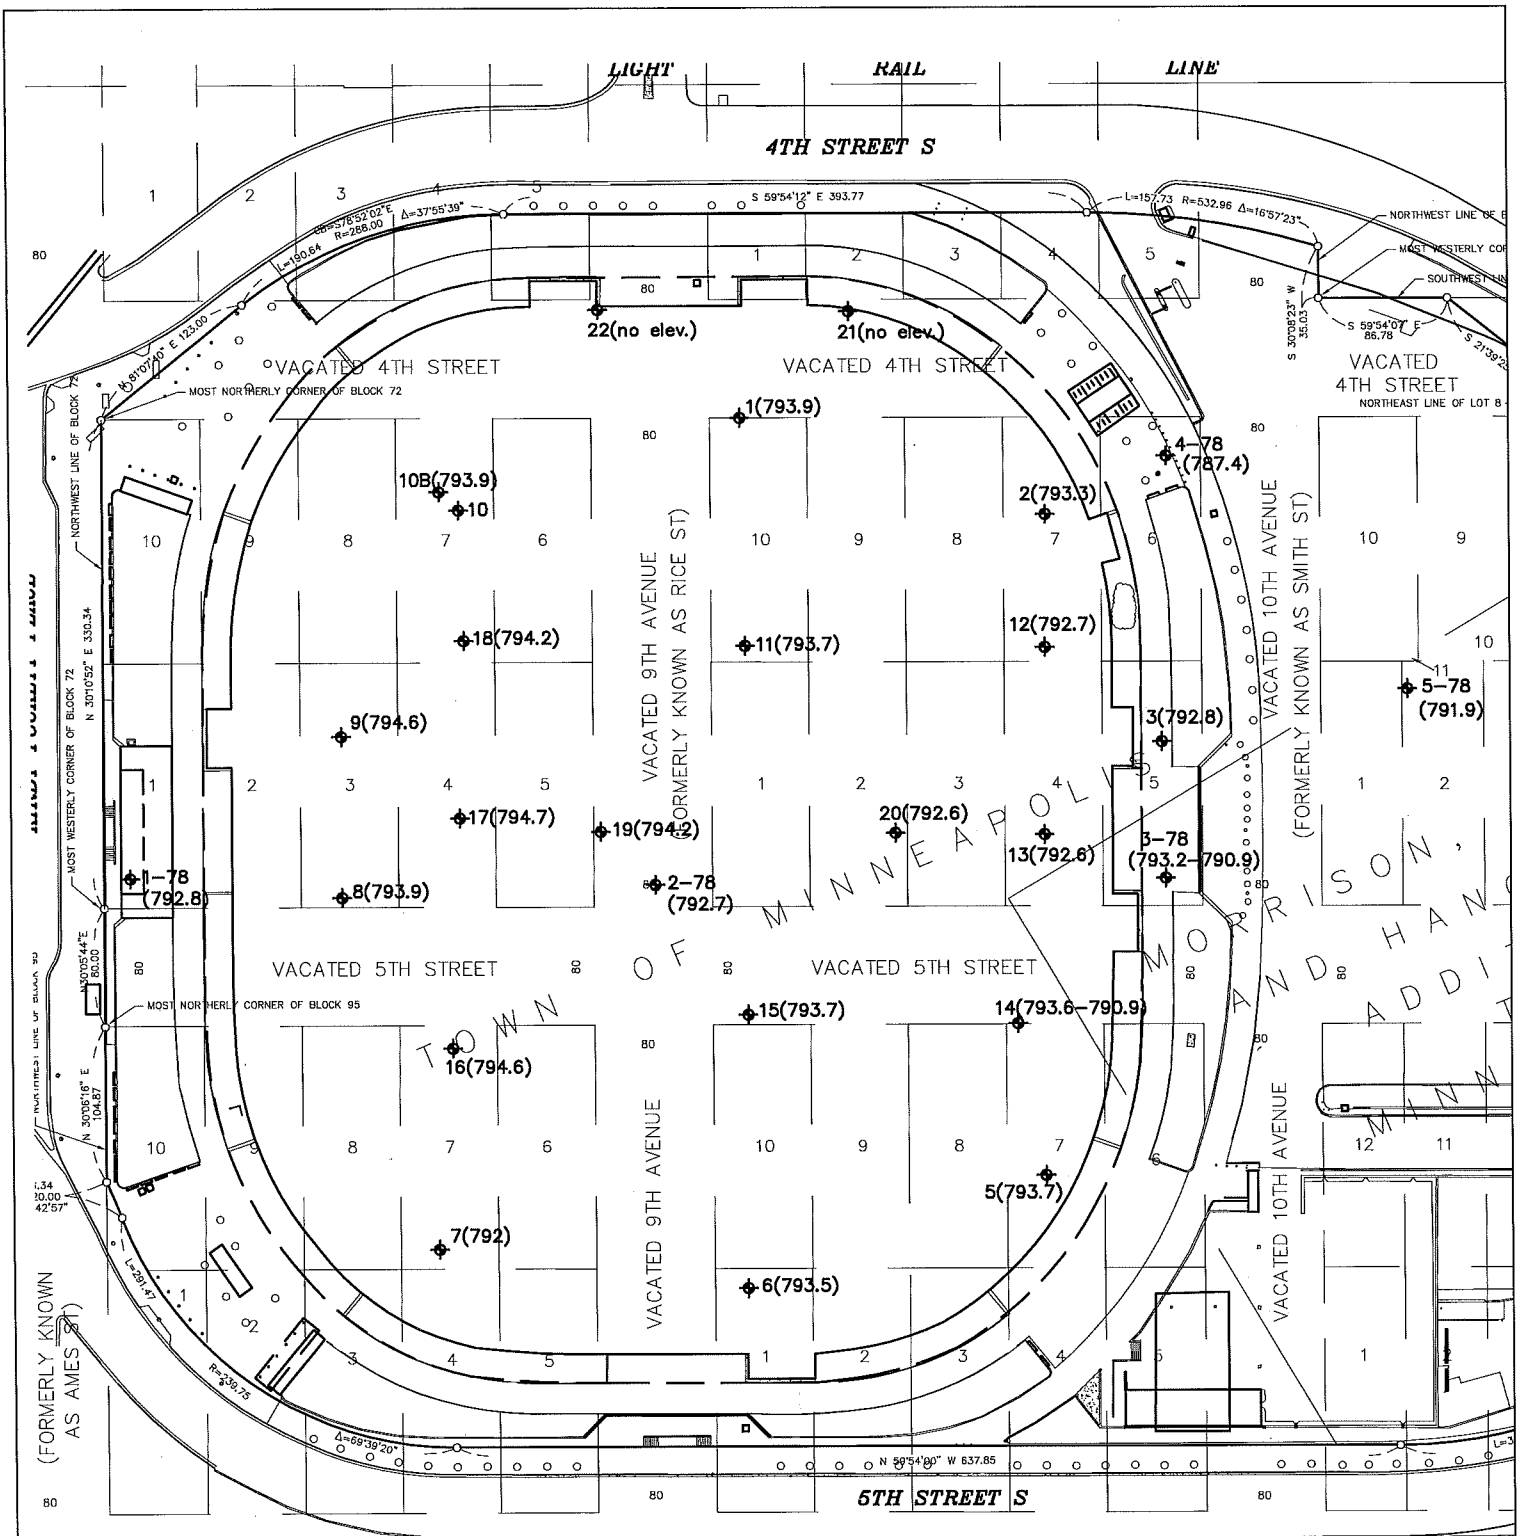 LIGHT RAIL LINE
4TH STREET S
1 2 3 4 5
S 59°54'12" E 393.77
L=157.73 R=532.96 Δ=16°57'23"
CB=S78°52'02"E Δ=37°55'39"
R=288.00
L=190.64
NORTHWEST LINE OF B
MOST WESTERLY COR
SOUTHWEST LIN
80
1 2 3 4 5
80
80
22(no elev.)
21(no elev.)
S 30°08'23" W
35.03
S 59°54'07" E
86.78
S 21°39'2
N 81°07'40" E 123.00
VACATED 4TH STREET
VACATED 4TH STREET
VACATED
4TH STREET
NORTHEAST LINE OF LOT 8
MOST NORTHERLY CORNER OF BLOCK 72
NORTHWEST LINE OF BLOCK 72
1(793.9)
80
80
4-78
(787.4)
10B(793.9)
10
2(793.3)
10 9 8 7 6
10 9 8 7 6
10 9
VACATED 9TH AVENUE
(FORMERLY KNOWN AS RICE ST)
VACATED 10TH AVENUE
(FORMERLY KNOWN AS SMITH ST)
N 30°10'52" E 330.34
18(794.2)
11(793.7)
12(792.7)
10
11
5-78
(791.9)
MOST WESTERLY CORNER OF BLOCK 72
9(794.6)
3(792.8)
1 2 3 4 5
1 2 3 4 5
1 2
17(794.7)
19(794.2)
20(792.6)
13(792.6)
3-78
(793.2-790.9)
1-78
(792.8)
8(793.9)
80
2-78
(792.7)
80
TOWN OF MINNEAPOLIS
MORRISON,
AND HAN
ADDI
T
MINN
N30°05'44"E
80.00
80
VACATED 5TH STREET
80
80
VACATED 5TH STREET
80
80
MOST NORTHERLY CORNER OF BLOCK 95
NORTHWEST LINE OF BLOCK 95
15(793.7)
14(793.6-790.9)
80
80
16(794.6)
N 30°06'16" E
104.87
VACATED 9TH AVENUE
VACATED 10TH AVENUE
10 9 8 7 6
10 9 8 7 6
12 11
5(793.7)
.34
20.00
42'57"
7(792)
6(793.5)
(FORMERLY KNOWN
AS AMES ST)
L=291.47
1 2 3 4 5
1 2 3 4 5
1
R=239.75
Δ=69°39'20"
N 59°54'00" W 637.85
L=3
80
80
5TH STREET S
80